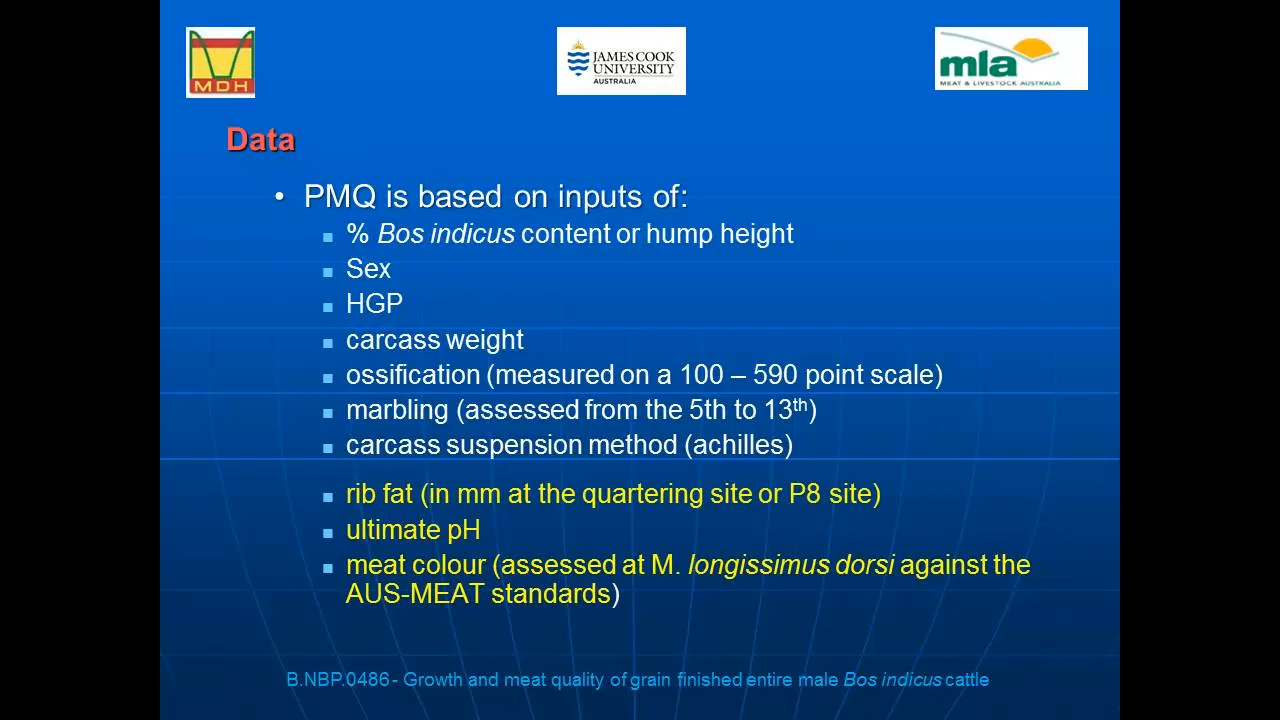 MDH
JAMES COOK
UNIVERSITY
AUSTRALIA
mla
MEAT & LIVESTOCK AUSTRALIA
Data
• PMQ is based on inputs of:
▪ % Bos indicus content or hump height
▪ Sex
▪ HGP
▪ carcass weight
▪ ossification (measured on a 100 – 590 point scale)
▪ marbling (assessed from the 5th to 13th)
▪ carcass suspension method (achilles)
▪ rib fat (in mm at the quartering site or P8 site)
▪ ultimate pH
▪ meat colour (assessed at M. longissimus dorsi against the
AUS-MEAT standards)
B.NBP.0486 - Growth and meat quality of grain finished entire male Bos indicus cattle